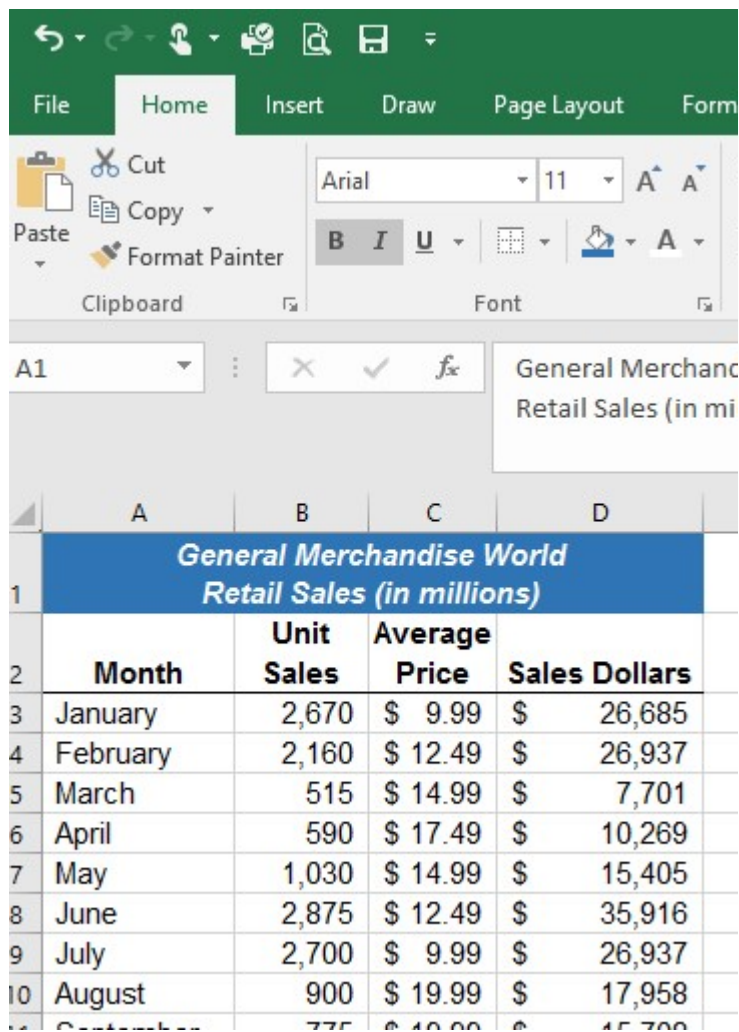 File Home Insert Draw Page Layout Form
Cut
Arial 11 A A
Copy
Paste
Format Painter
B I U A
Clipboard Font
A1 fx General Merchand
Retail Sales (in mi
A B C D
General Merchandise World
1 Retail Sales (in millions)
Unit Average
2 Month Sales Price Sales Dollars
3 January 2,670 $ 9.99 $ 26,685
4 February 2,160 $ 12.49 $ 26,937
5 March 515 $ 14.99 $ 7,701
6 April 590 $ 17.49 $ 10,269
7 May 1,030 $ 14.99 $ 15,405
8 June 2,875 $ 12.49 $ 35,916
9 July 2,700 $ 9.99 $ 26,937
10 August 900 $ 19.99 $ 17,958